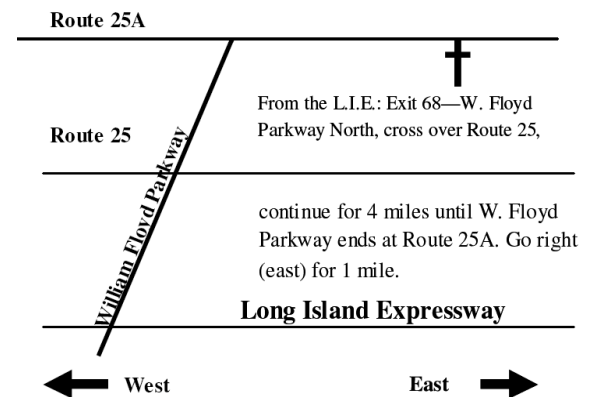 Route 25A
From the L.I.E.: Exit 68—W. Floyd
Parkway North, cross over Route 25,
Route 25
William Floyd Parkway
continue for 4 miles until W. Floyd
Parkway ends at Route 25A. Go right
(east) for 1 mile.
Long Island Expressway
West
East